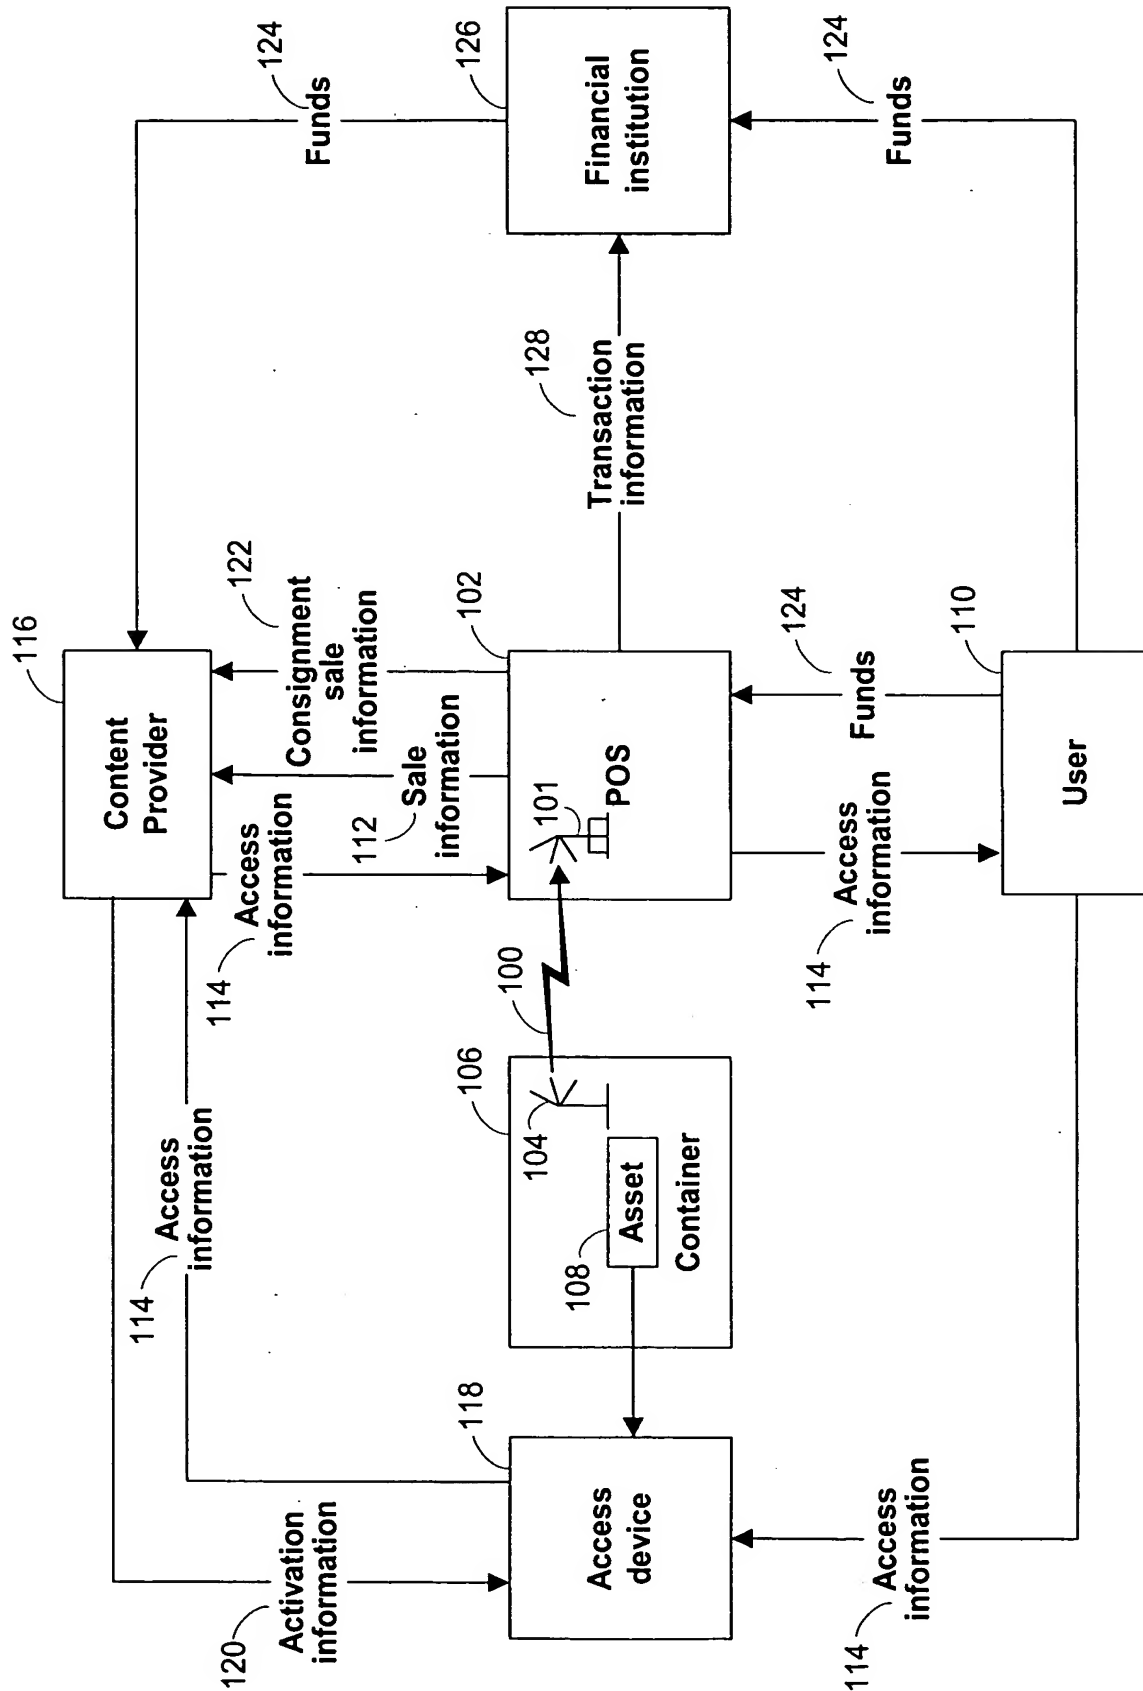 116
Content
Provider
124
Funds
126
Financial
institution
124
Funds
128
Transaction
information
122
Consignment
sale
information
112
Sale
information
114
Access
information
102
POS
101
100
124
Funds
114
Access
information
110
User
106
104
108
Asset
Container
114
Access
information
118
Access
device
120
Activation
information
114
Access
information